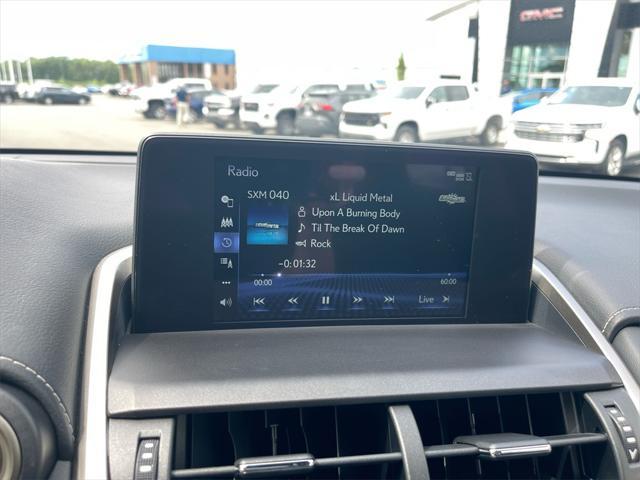 GMC
Radio
SXM 040
xL Liquid Metal
Upon A Burning Body
Til The Break Of Dawn
Rock
-0:01:32
00:00
60:00
Live